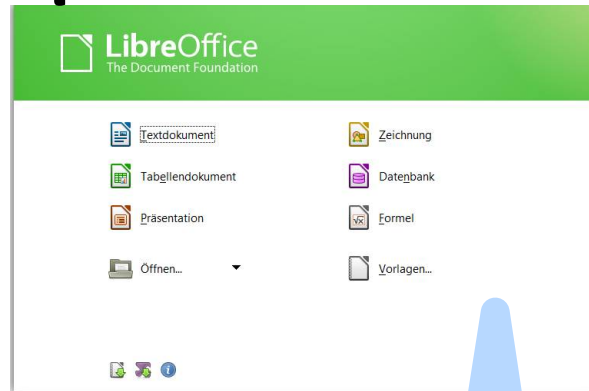 LibreOffice
The Document Foundation
Textdokument
Zeichnung
Tabellendokument
Datenbank
Präsentation
Formel
Öffnen...
Vorlagen...